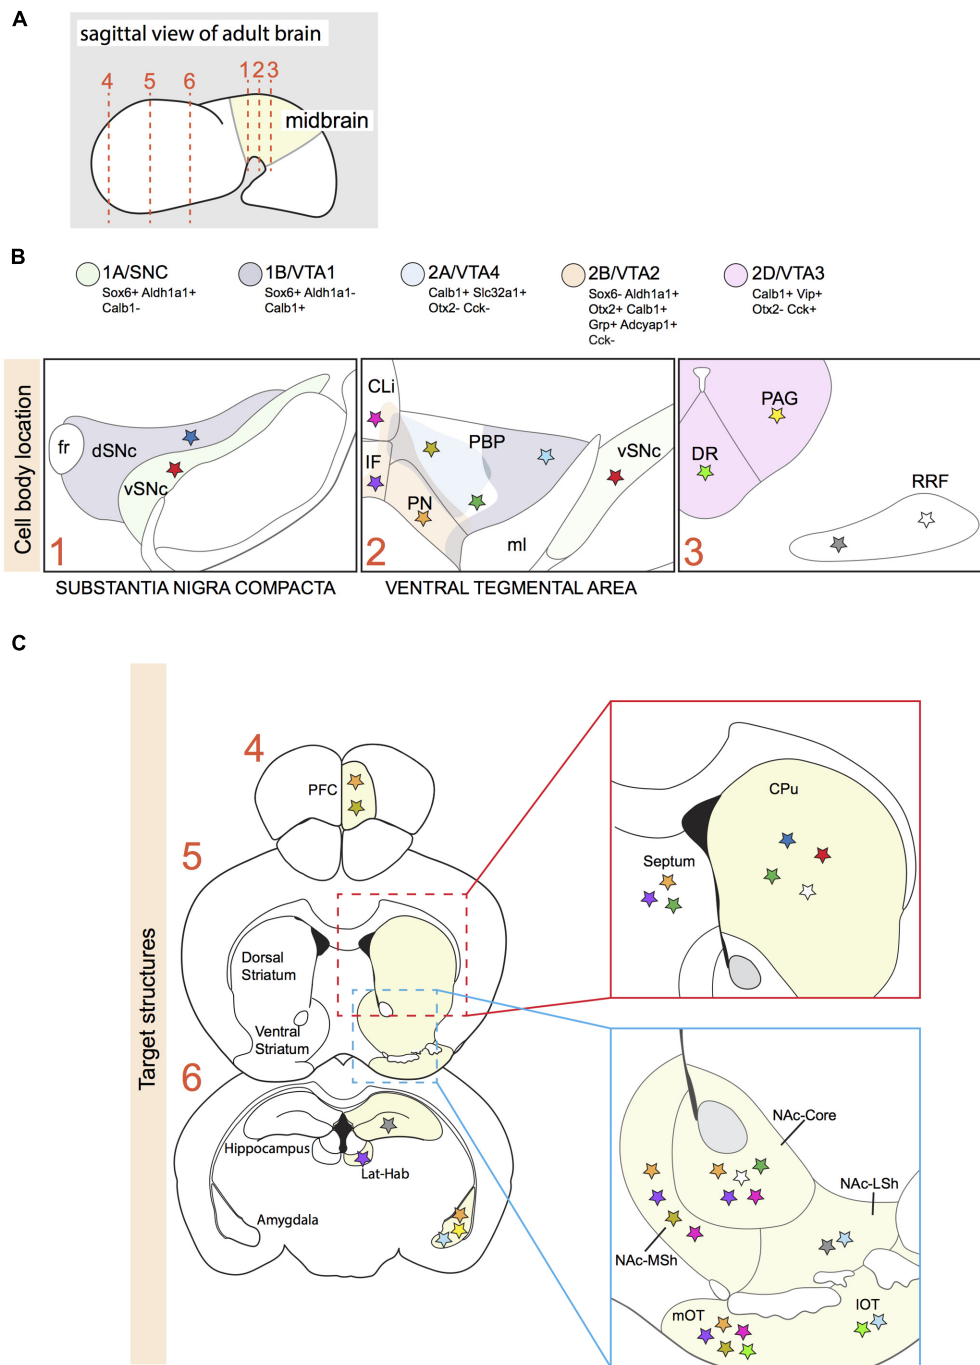 A
sagittal view of adult brain
4
5
6
1
2
3
midbrain
B
1A/SNC
Sox6+ Aldh1a1+
Calb1-
1B/VTA1
Sox6+ Aldh1a1-
Calb1+
2A/VTA4
Calb1+ Slc32a1+
Otx2- Cck-
2B/VTA2
Sox6- Aldh1a1+
Otx2+ Calb1+
Grp+ Adcyap1+
Cck-
2D/VTA3
Calb1+ Vip+
Otx2- Cck+
Cell body location
fr
dSNc
vSNc
1
CLi
IF
PN
PBP
vSNc
ml
2
PAG
DR
RRF
3
SUBSTANTIA NIGRA COMPACTA
VENTRAL TEGMENTAL AREA
C
Target structures
4
PFC
5
Dorsal
Striatum
Ventral
Striatum
6
Hippocampus
Lat-Hab
Amygdala
CPu
Septum
NAc-Core
NAc-LSh
NAc-MSh
mOT
lOT